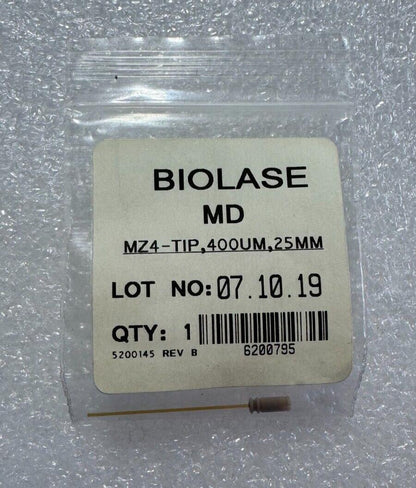 BIOLASE
MD
MZ4-TIP,400UM,25MM
LOT NO: 07.10.19
QTY: 1
5200145 REV B 6200795